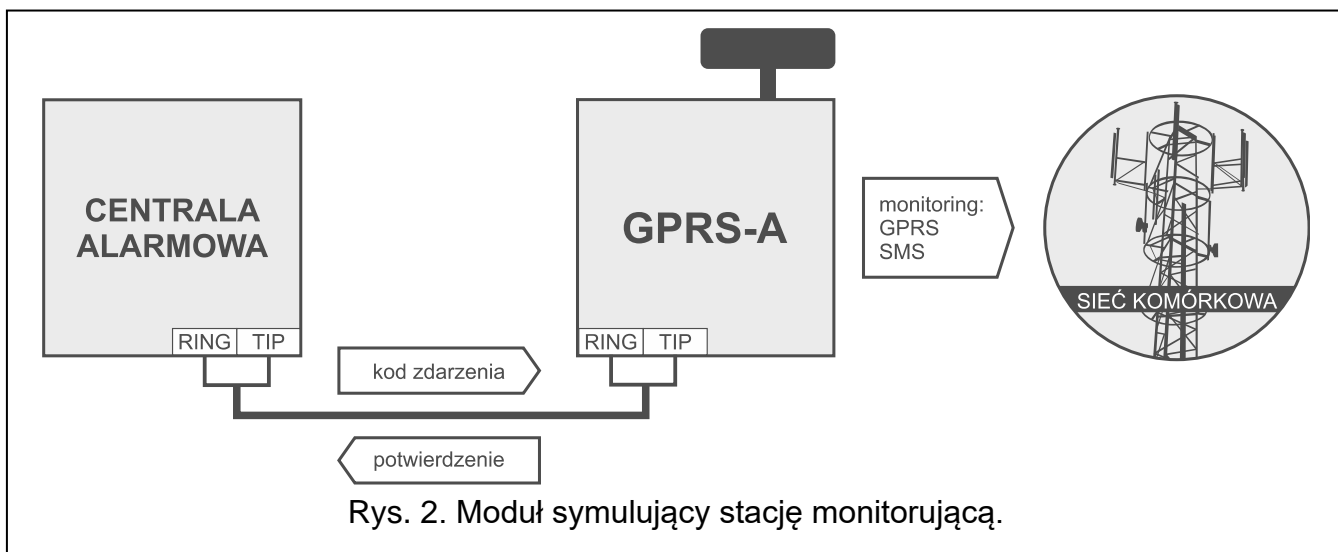 CENTRALA
ALARMOWA
RING TIP
GPRS-A
RING TIP
monitoring:
GPRS
SMS
SIEĆ KOMÓRKOWA
kod zdarzenia
potwierdzenie
Rys. 2. Moduł symulujący stację monitorującą.